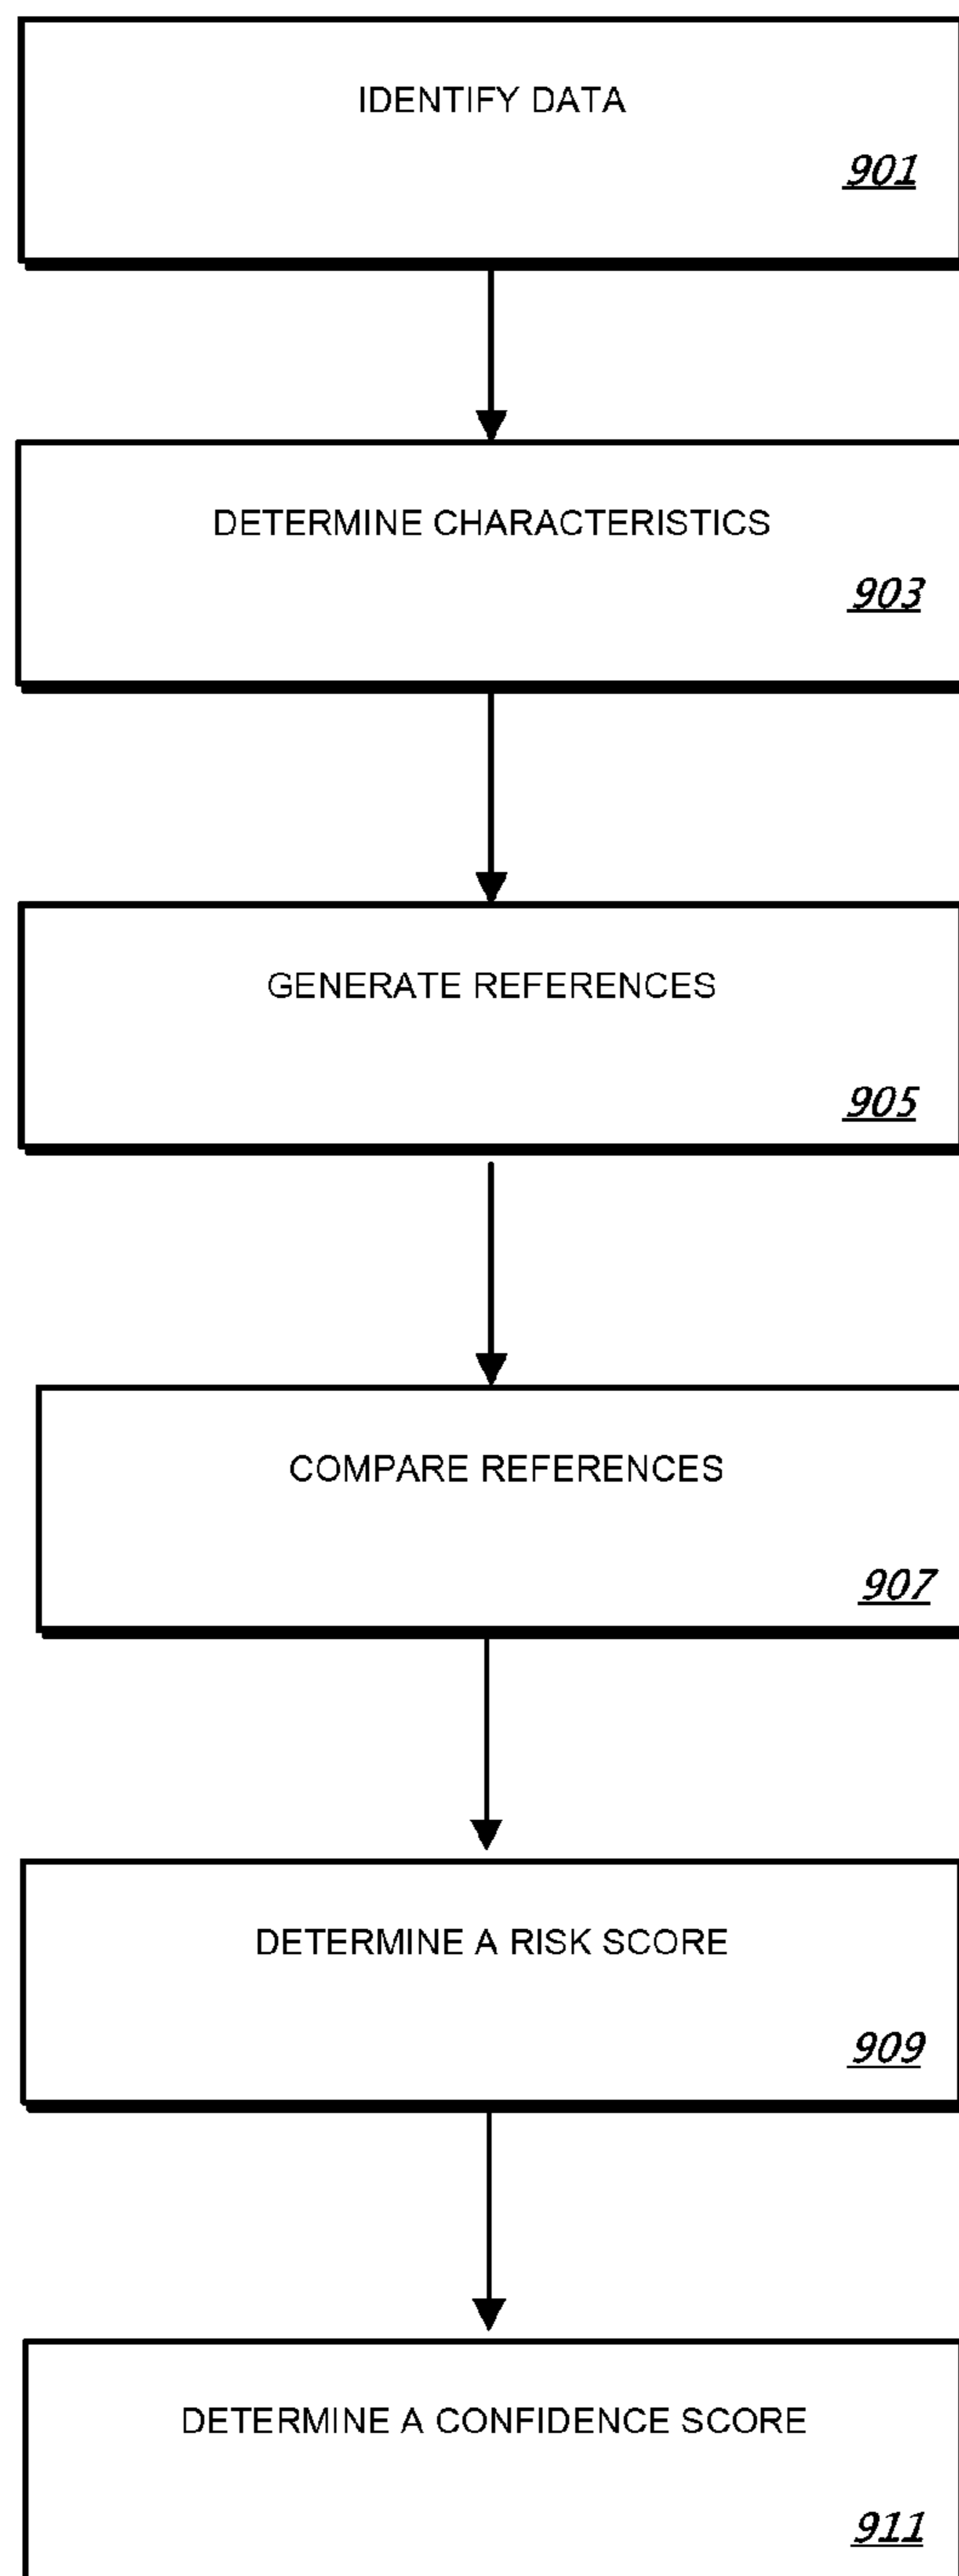 IDENTIFY DATA
901
DETERMINE CHARACTERISTICS
903
GENERATE REFERENCES
905
COMPARE REFERENCES
907
DETERMINE A RISK SCORE
909
DETERMINE A CONFIDENCE SCORE
911